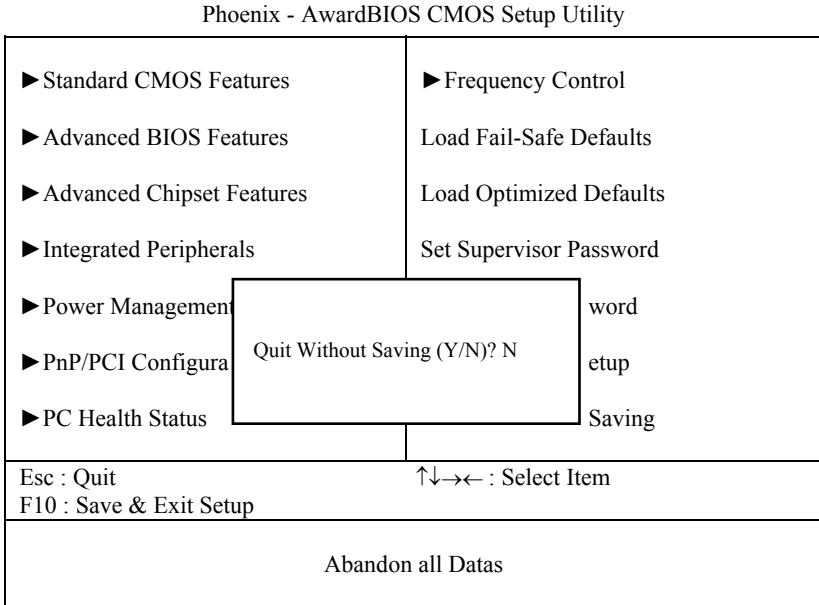 Phoenix - AwardBIOS CMOS Setup Utility
►Standard CMOS Features
►Advanced BIOS Features
►Advanced Chipset Features
►Integrated Peripherals
►Power Management
►PnP/PCI Configura
►PC Health Status
►Frequency Control
Load Fail-Safe Defaults
Load Optimized Defaults
Set Supervisor Password
word
etup
Saving
Quit Without Saving (Y/N)? N
Esc : Quit
F10 : Save & Exit Setup
↑↓→← : Select Item
Abandon all Datas